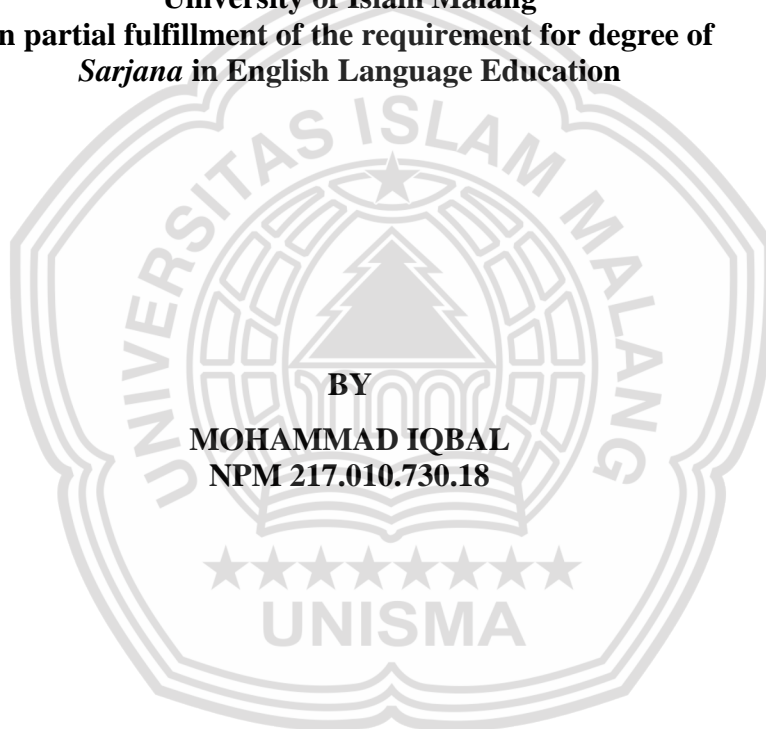 University of Islam Malang
n partial fulfillment of the requirement for degree of
Sarjana in English Language Education
UNIVERSITAS ISLAM MALANG
BY
MOHAMMAD IQBAL
NPM 217.010.730.18
UNISMA